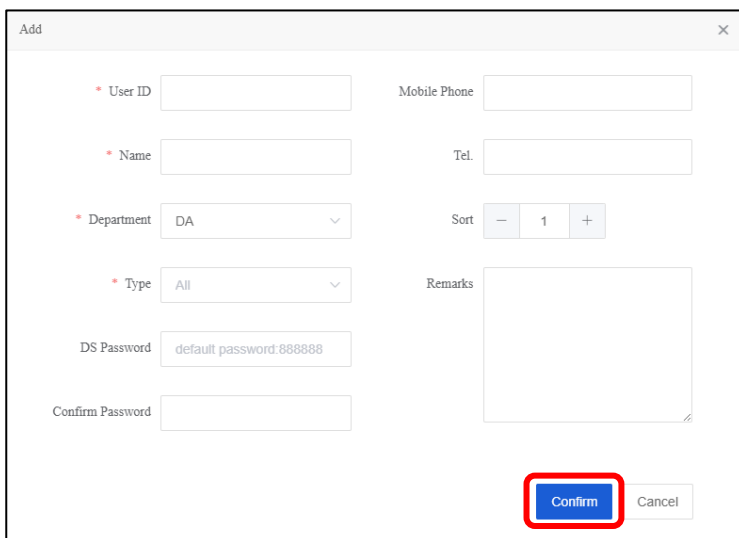 Add
* User ID
Mobile Phone
* Name
Tel.
* Department DA
Sort 1
* Type All
Remarks
DS Password default password:888888
Confirm Password
Confirm Cancel